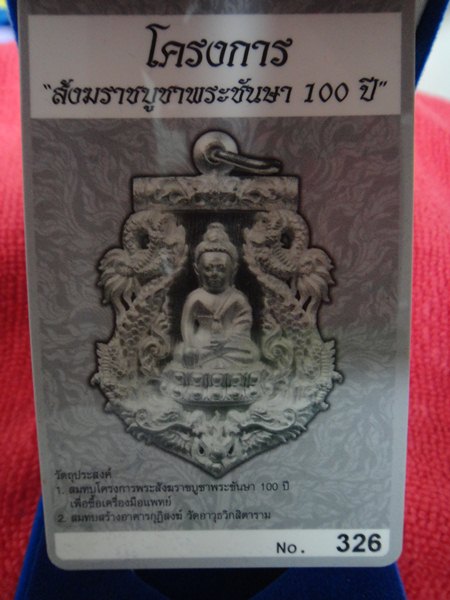 โครงการ
"สังฆราชบูชาพระชันษา 100 ปี"
วัตถุประสงค์
1. สมทบโครงการพระสังฆราชบูชาพระชันษา 100 ปี
เพื่อซื้อเครื่องมือแพทย์
2. สมทบสร้างอาคารกุฏิสงฆ์ วัดอาวุธวิกสิตาราม
No. 326